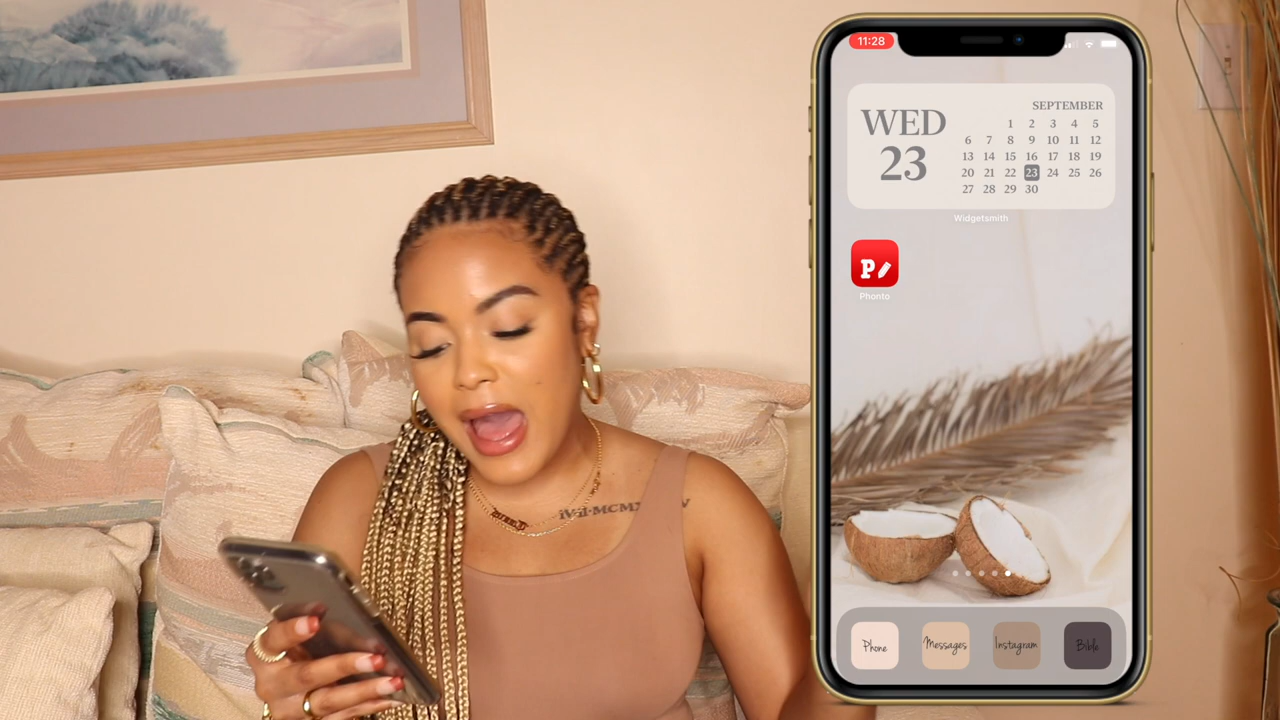 11:28
WED
23
SEPTEMBER
1 2 3 4 5
6 7 8 9 10 11 12
13 14 15 16 17 18 19
20 21 22 23 24 25 26
27 28 29 30
Widgetsmith
P
Phonto
Phone
Messages
Instagram
Bible